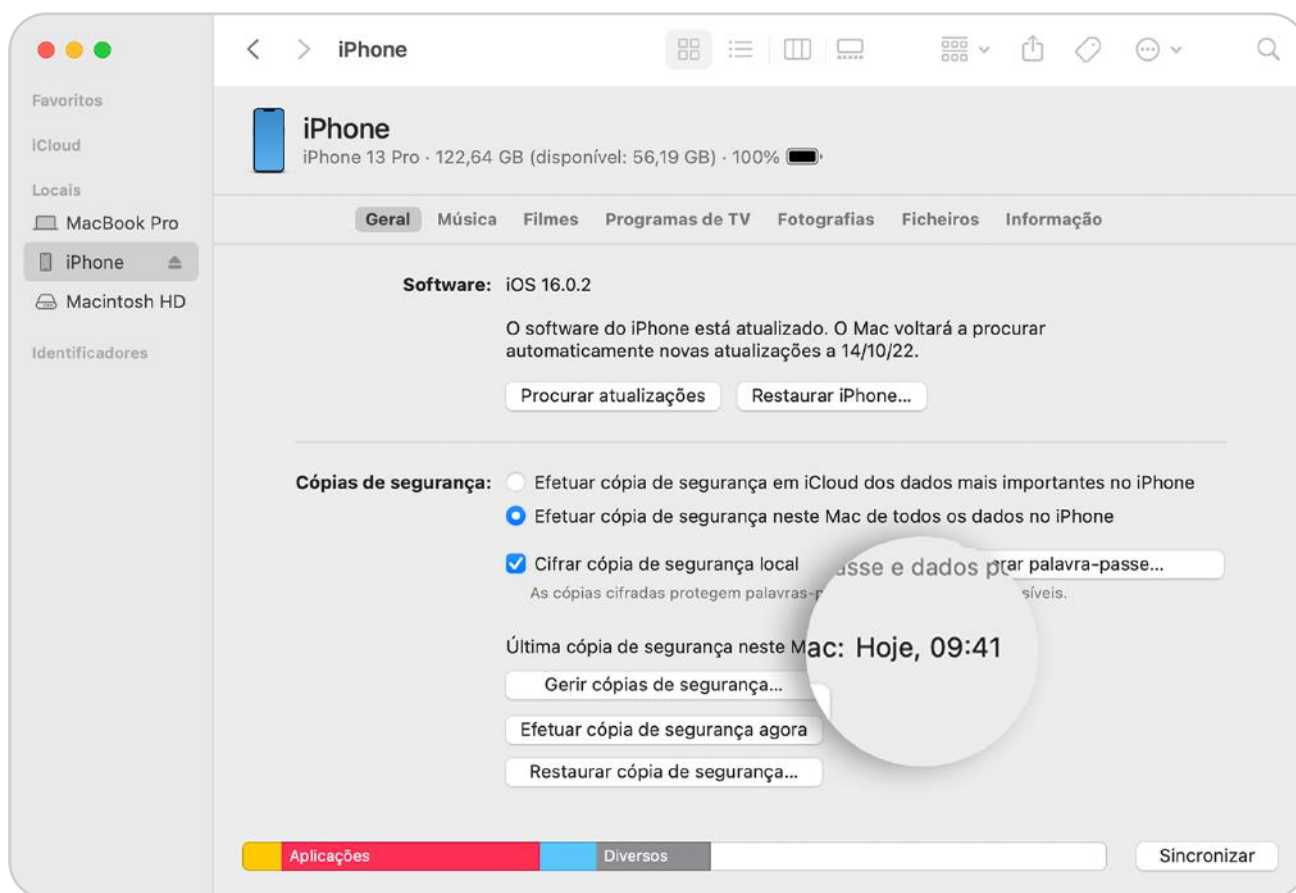 iPhone
Favoritos
iCloud
Locais
MacBook Pro
iPhone
Macintosh HD
Identificadores
iPhone
iPhone 13 Pro · 122,64 GB (disponível: 56,19 GB) · 100%
Geral Música Filmes Programas de TV Fotografias Ficheiros Informação
Software: iOS 16.0.2
O software do iPhone está atualizado. O Mac voltará a procurar
automaticamente novas atualizações a 14/10/22.
Procurar atualizações Restaurar iPhone...
Cópias de segurança: Efetuar cópia de segurança em iCloud dos dados mais importantes no iPhone
Efetuar cópia de segurança neste Mac de todos os dados no iPhone
Cifrar cópia de segurança local e dados palavra-passe...
As cópias cifradas protegem
Última cópia de segurança neste Mac: Hoje, 09:41
Gerir cópias de segurança...
Efetuar cópia de segurança agora
Restaurar cópia de segurança...
Aplicações Diversos Sincronizar